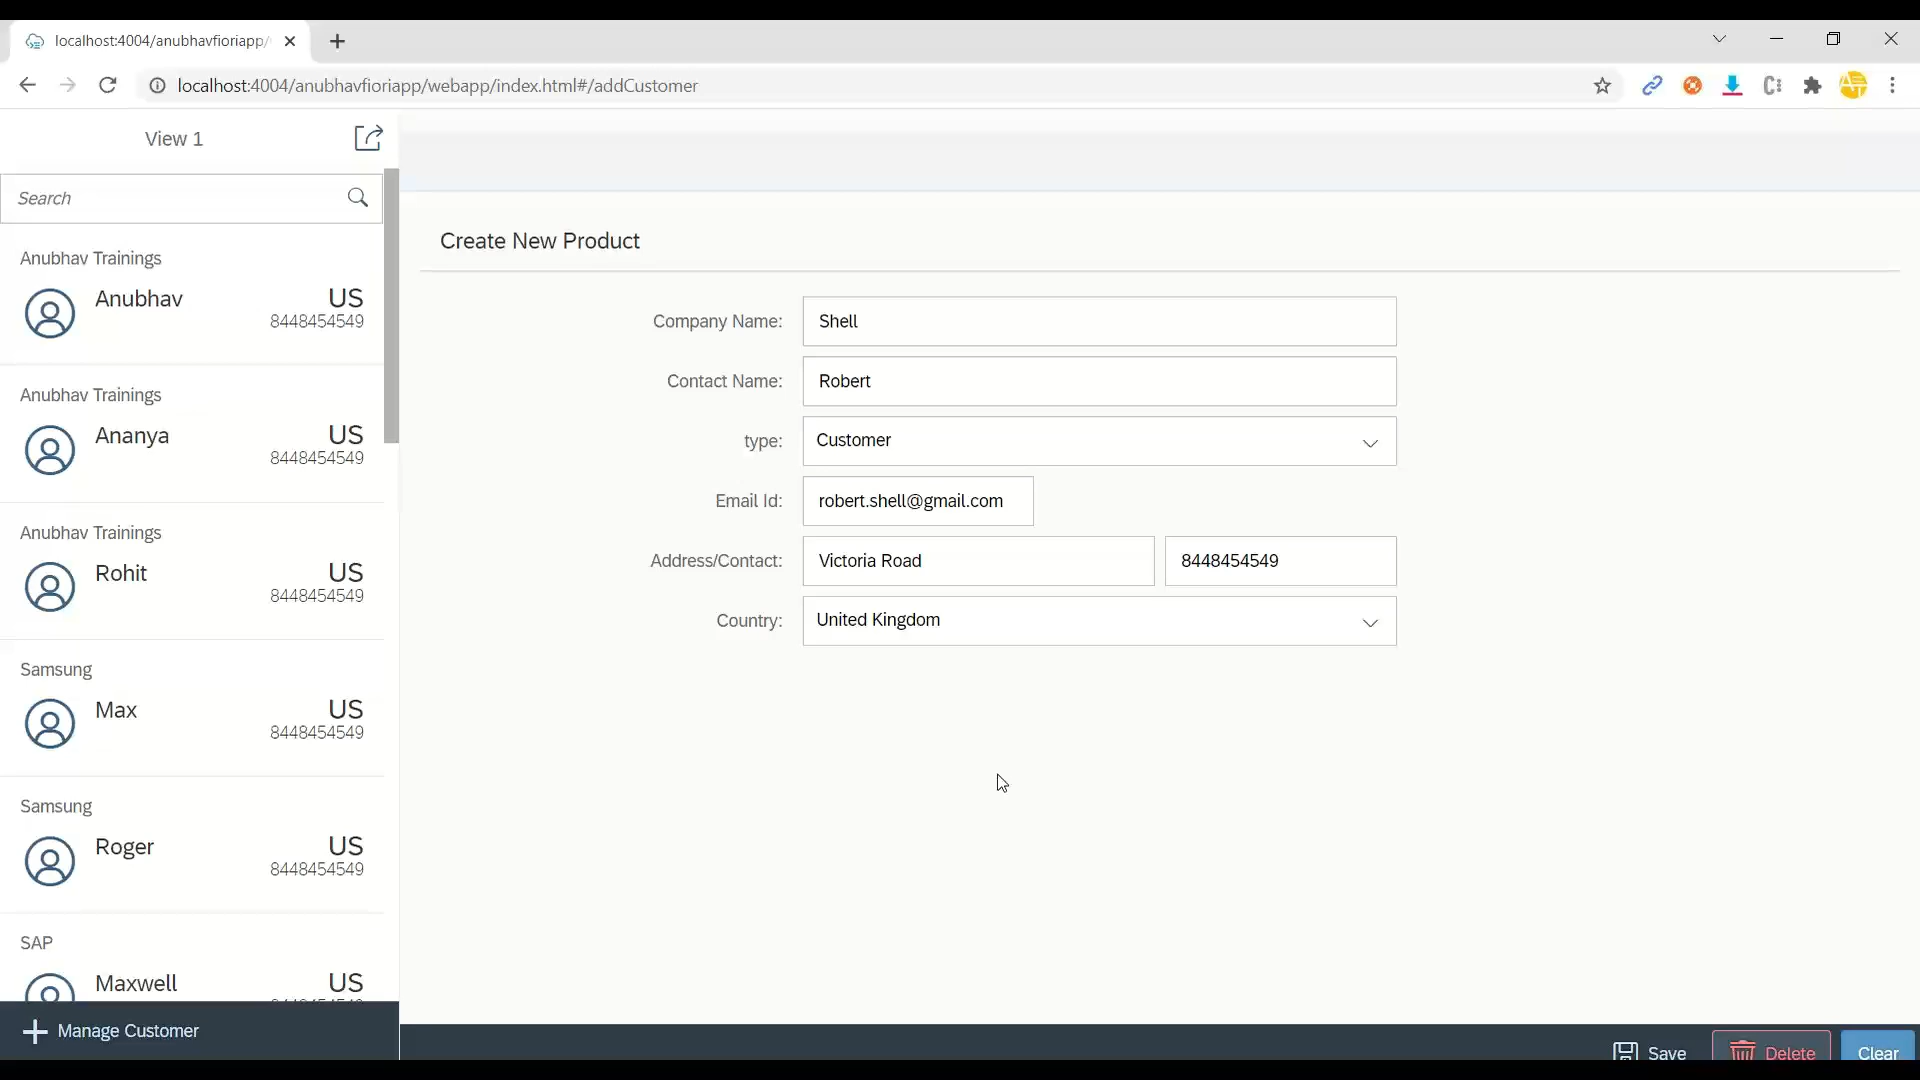 localhost:4004/anubhavfioriapp/
localhost:4004/anubhavfioriapp/webapp/index.html#/addCustomer
View 1
Search
Anubhav Trainings
Anubhav US
8448454549
Anubhav Trainings
Ananya US
8448454549
Anubhav Trainings
Rohit US
8448454549
Samsung
Max US
8448454549
Samsung
Roger US
8448454549
SAP
Maxwell US
Manage Customer
Create New Product
Company Name: Shell
Contact Name: Robert
type: Customer
Email Id: robert.shell@gmail.com
Address/Contact: Victoria Road 8448454549
Country: United Kingdom
Save Delete Clear